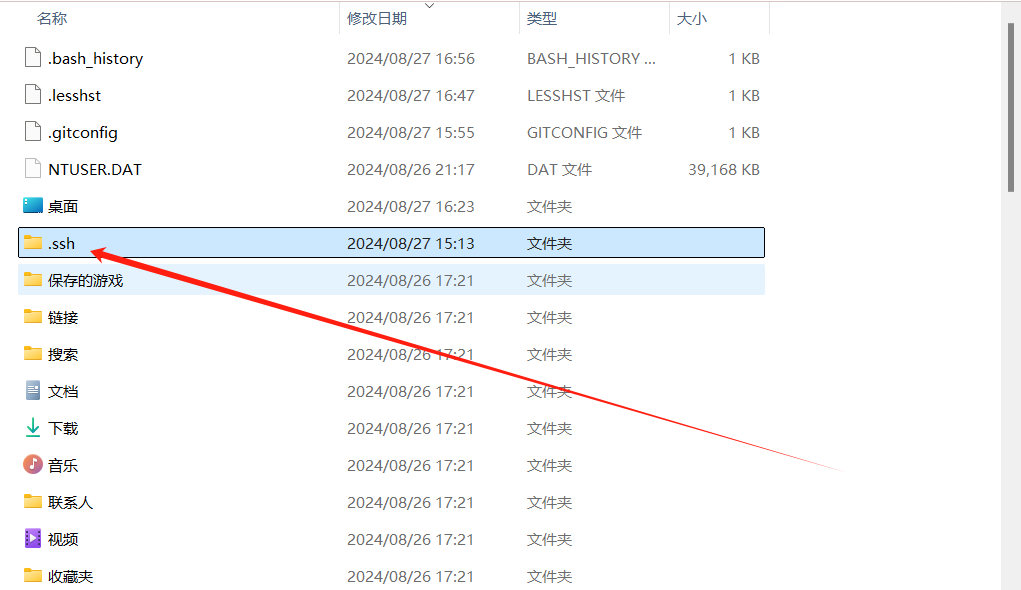 名称 修改日期 类型 大小
.bash_history 2024/08/27 16:56 BASH_HISTORY ... 1 KB
.lesshst 2024/08/27 16:47 LESSHST 文件 1 KB
.gitconfig 2024/08/27 15:55 GITCONFIG 文件 1 KB
NTUSER.DAT 2024/08/26 21:17 DAT 文件 39,168 KB
桌面 2024/08/27 16:23 文件夹
.ssh 2024/08/27 15:13 文件夹
保存的游戏 2024/08/26 17:21 文件夹
链接 2024/08/26 17:21 文件夹
搜索 2024/08/26 17:21 文件夹
文档 2024/08/26 17:21 文件夹
下载 2024/08/26 17:21 文件夹
音乐 2024/08/26 17:21 文件夹
联系人 2024/08/26 17:21 文件夹
视频 2024/08/26 17:21 文件夹
收藏夹 2024/08/26 17:21 文件夹